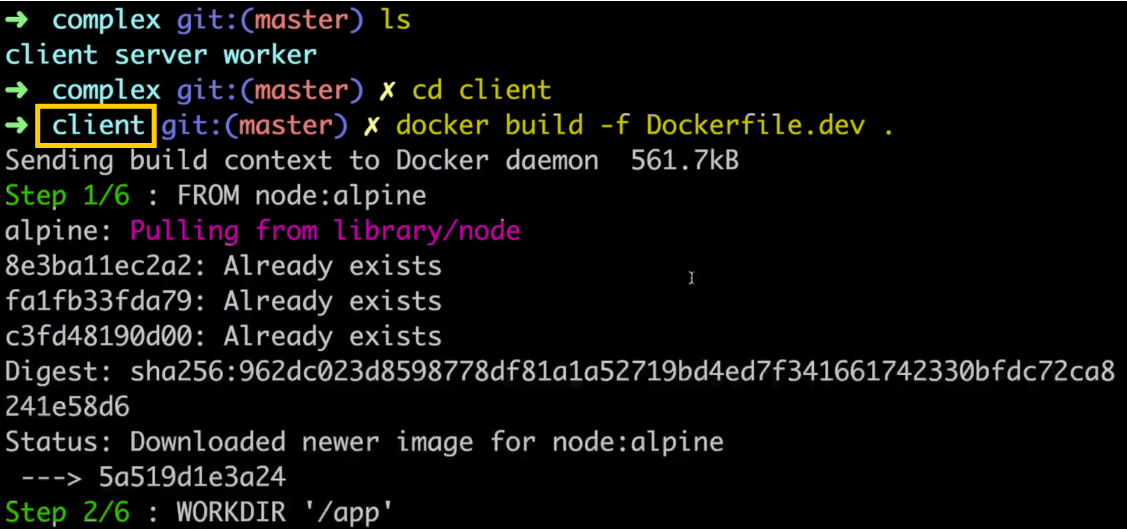 ➜ complex git:(master) ls
client server worker
➜ complex git:(master) ✗ cd client
➜ client git:(master) ✗ docker build -f Dockerfile.dev .
Sending build context to Docker daemon 561.7kB
Step 1/6 : FROM node:alpine
alpine: Pulling from library/node
8e3ba11ec2a2: Already exists
fa1fb33fda79: Already exists
c3fd48190d00: Already exists
Digest: sha256:962dc023d8598778df81a1a52719bd4ed7f341661742330bfdc72ca8
241e58d6
Status: Downloaded newer image for node:alpine
---> 5a519d1e3a24
Step 2/6 : WORKDIR '/app'